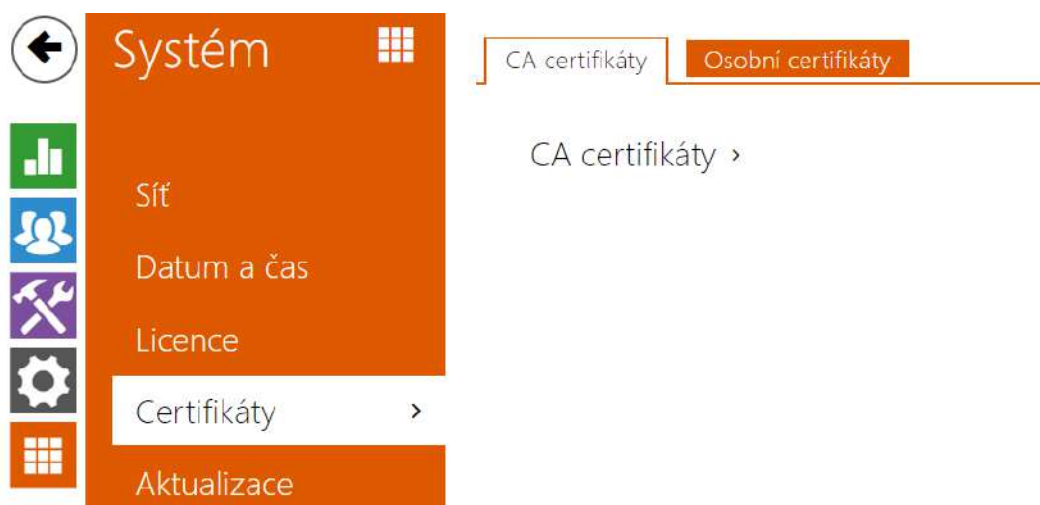 Systém
Síť
Datum a čas
Licence
Certifikáty
Aktualizace
CA certifikáty
Osobní certifikáty
CA certifikáty